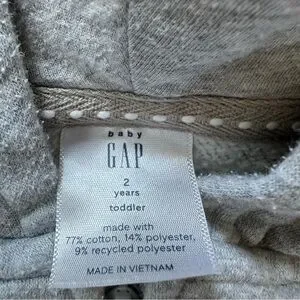 baby
GAP
2
years
toddler
made with
77% cotton, 14% polyester,
9% recycled polyester
MADE IN VIETNAM